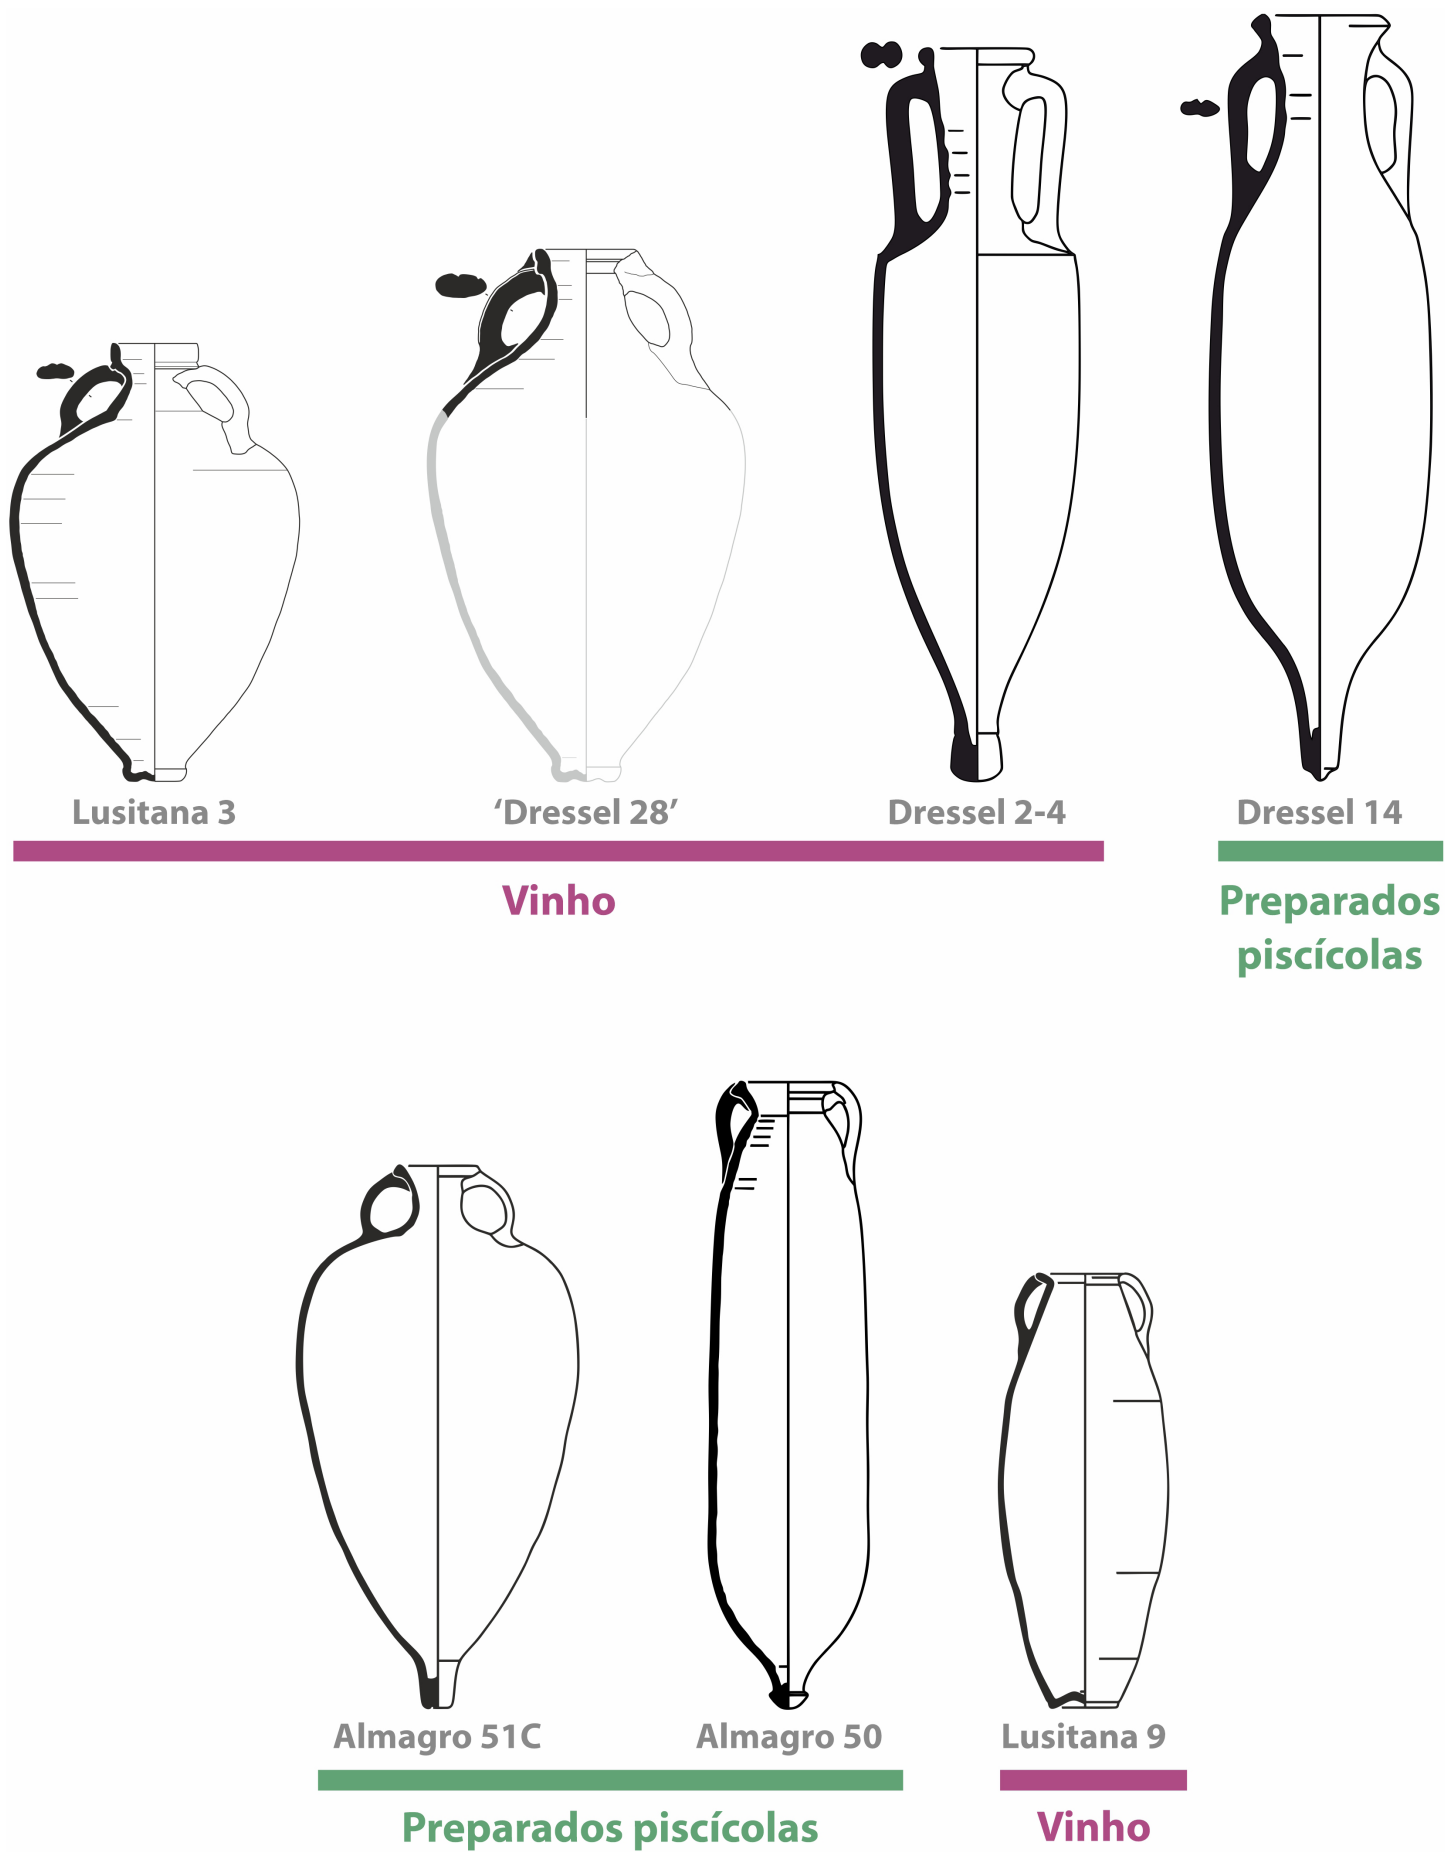 Lusitana 3
‘Dressel 28’
Dressel 2-4
Dressel 14
Vinho
Preparados
piscícolas
Almagro 51C
Almagro 50
Lusitana 9
Preparados piscícolas
Vinho